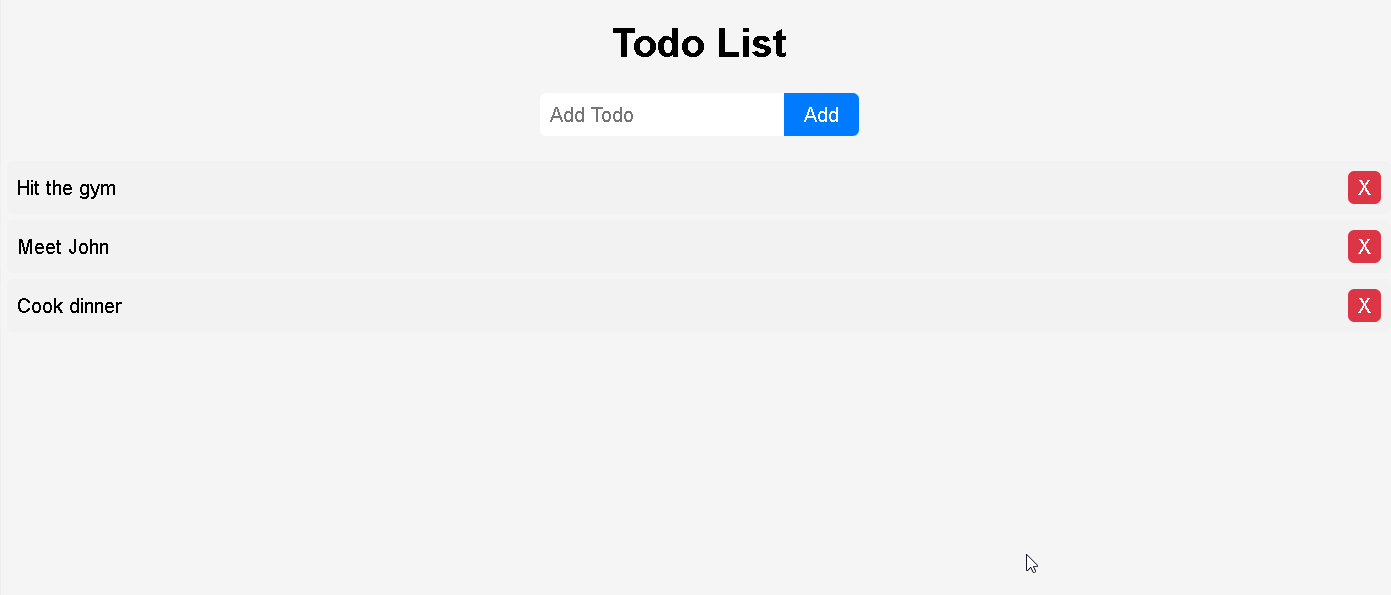 Todo List
Add Todo Add
Hit the gym X
Meet John X
Cook dinner X